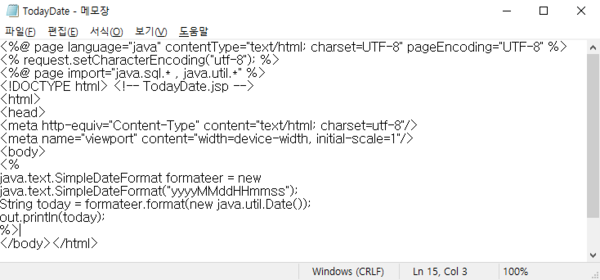 TodayDate - 메모장
파일(F) 편집(E) 서식(O) 보기(V) 도움말
<%@ page language="java" contentType="text/html; charset=UTF-8" pageEncoding="UTF-8" %>
<% request.setCharacterEncoding("utf-8"); %>
<%@ page import="java.sql.* , java.util.*" %>
<!DOCTYPE html> <!-- TodayDate.jsp -->
<html>
<head>
<meta http-equiv="Content-Type" content="text/html; charset=utf-8"/>
<meta name="viewport" content="width=device-width, initial-scale=1"/>
<body>
<%
java.text.SimpleDateFormat formateer = new
java.text.SimpleDateFormat("yyyyMMddHHmmss");
String today = formateer.format(new java.util.Date());
out.println(today);
%>
</body></html>
Windows (CRLF) Ln 15, Col 3 100%